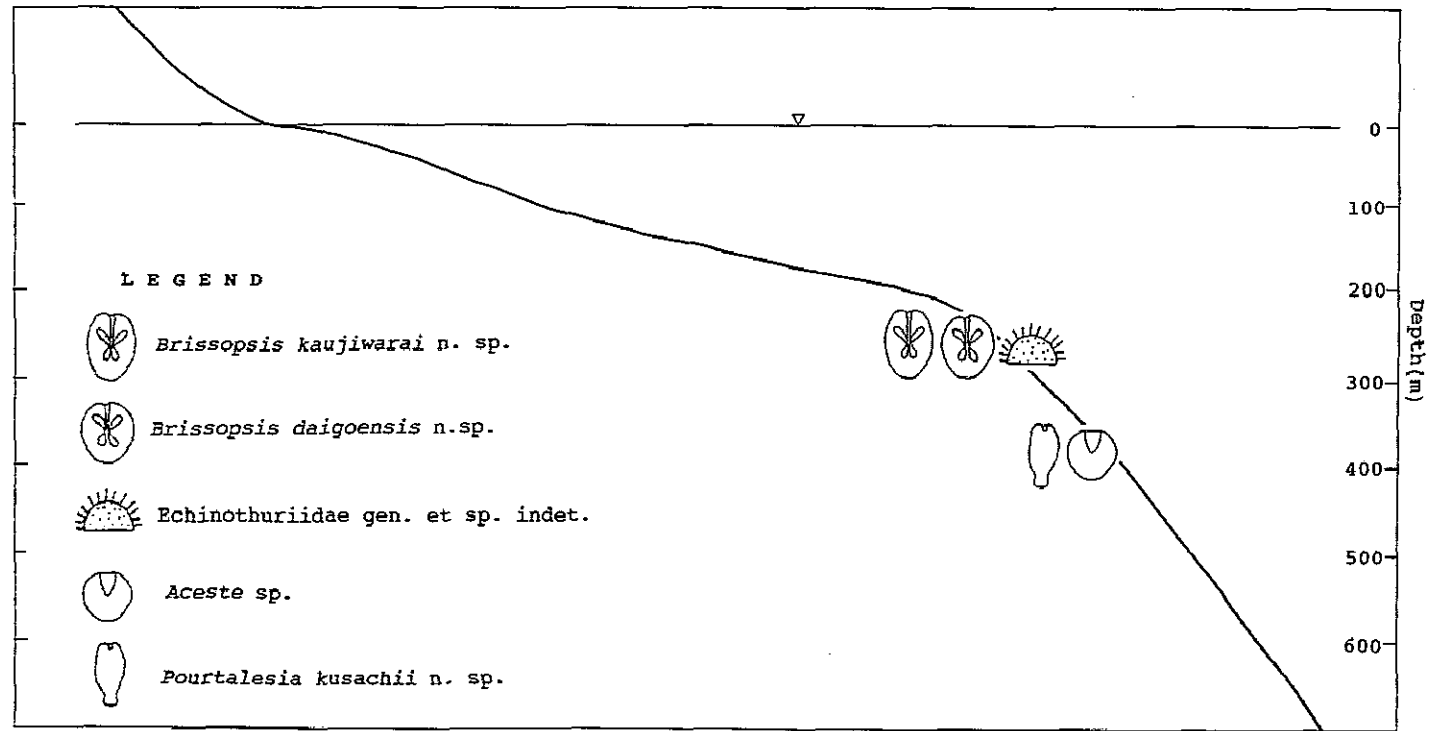 L E G E N D
Brissopsis kaujiwarai n. sp.
Brissopsis daigoensis n.sp.
Echinothuriidae gen. et sp. indet.
Aceste sp.
Pourtalesia kusachii n. sp.
0
100
200
300
400
500
600
Depth(m)